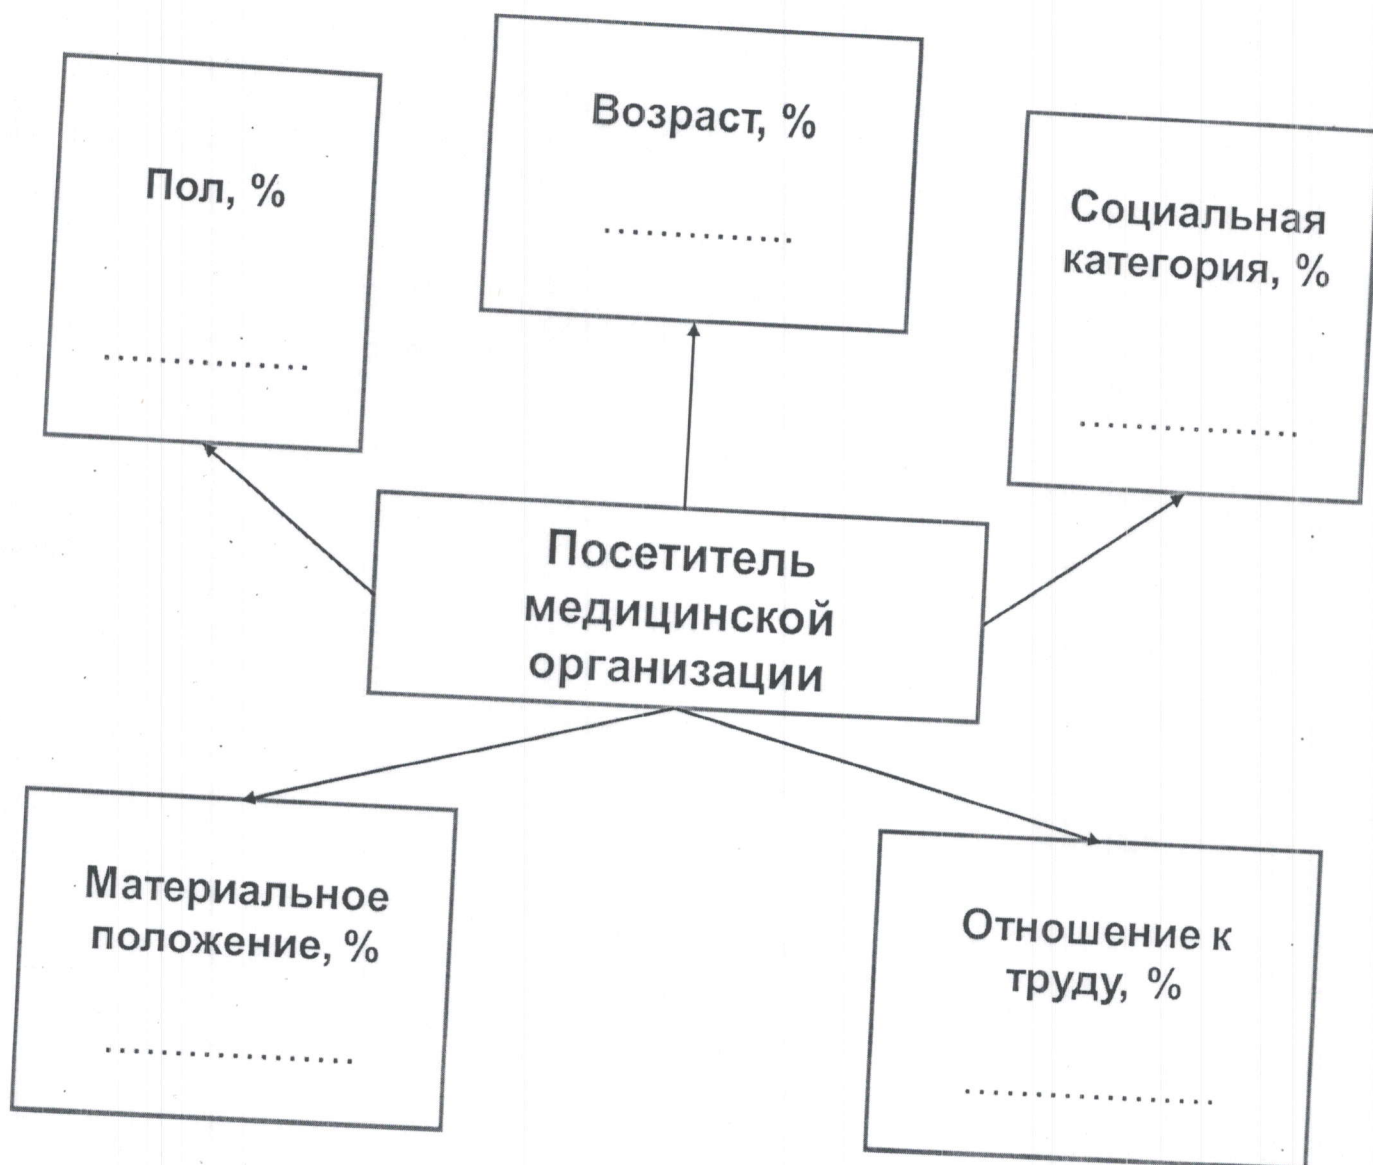 Пол, %
...............
Возраст, %
..............
Социальная
категория, %
................
Посетитель
медицинской
организации
Материальное
положение, %
..................
Отношение к
труду, %
..................